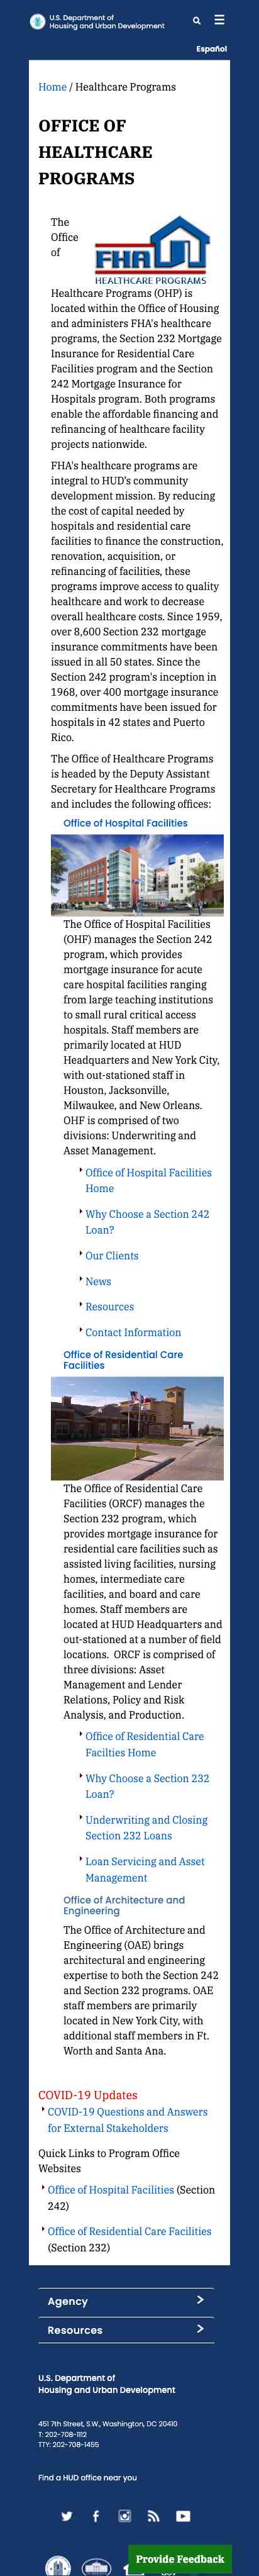 U.S. Department of
Housing and Urban Development
Español
Home / Healthcare Programs
OFFICE OF
HEALTHCARE
PROGRAMS
The
Office
of
FHA
HEALTHCARE PROGRAMS
Healthcare Programs (OHP) is
located within the Office of Housing
and administers FHA's healthcare
programs, the Section 232 Mortgage
Insurance for Residential Care
Facilities program and the Section
242 Mortgage Insurance for
Hospitals program. Both programs
enable the affordable financing and
refinancing of healthcare facility
projects nationwide.
FHA's healthcare programs are
integral to HUD's community
development mission. By reducing
the cost of capital needed by
hospitals and residential care
facilities to finance the construction,
renovation, acquisition, or
refinancing of facilities, these
programs improve access to quality
healthcare and work to decrease
overall healthcare costs. Since 1959,
over 8,600 Section 232 mortgage
insurance commitments have been
issued in all 50 states. Since the
Section 242 program's inception in
1968, over 400 mortgage insurance
commitments have been issued for
hospitals in 42 states and Puerto
Rico.
The Office of Healthcare Programs
is headed by the Deputy Assistant
Secretary for Healthcare Programs
and includes the following offices:
Office of Hospital Facilities
The Office of Hospital Facilities
(OHF) manages the Section 242
program, which provides
mortgage insurance for acute
care hospital facilities ranging
from large teaching institutions
to small rural critical access
hospitals. Staff members are
primarily located at HUD
Headquarters and New York City,
with out-stationed staff in
Houston, Jacksonville,
Milwaukee, and New Orleans.
OHF is comprised of two
divisions: Underwriting and
Asset Management.
Office of Hospital Facilities
Home
Why Choose a Section 242
Loan?
Our Clients
News
Resources
Contact Information
Office of Residential Care
Facilities
The Office of Residential Care
Facilities (ORCF) manages the
Section 232 program, which
provides mortgage insurance for
residential care facilities such as
assisted living facilities, nursing
homes, intermediate care
facilities, and board and care
homes. Staff members are
located at HUD Headquarters and
out-stationed at a number of field
locations. ORCF is comprised of
three divisions: Asset
Management and Lender
Relations, Policy and Risk
Analysis, and Production.
Office of Residential Care
Facilties Home
Why Choose a Section 232
Loan?
Underwriting and Closing
Section 232 Loans
Loan Servicing and Asset
Management
Office of Architecture and
Engineering
The Office of Architecture and
Engineering (OAE) brings
architectural and engineering
expertise to both the Section 242
and Section 232 programs. OAE
staff members are primarily
located in New York City, with
additional staff members in Ft.
Worth and Santa Ana.
COVID-19 Updates
COVID-19 Questions and Answers
for External Stakeholders
Quick Links to Program Office
Websites
Office of Hospital Facilities (Section
242)
Office of Residential Care Facilities
(Section 232)
Agency
Resources
U.S. Department of
Housing and Urban Development
451 7th Street, S.W., Washington, DC 20410
T: 202-708-1112
TTY: 202-708-1455
Find a HUD office near you
Provide Feedback